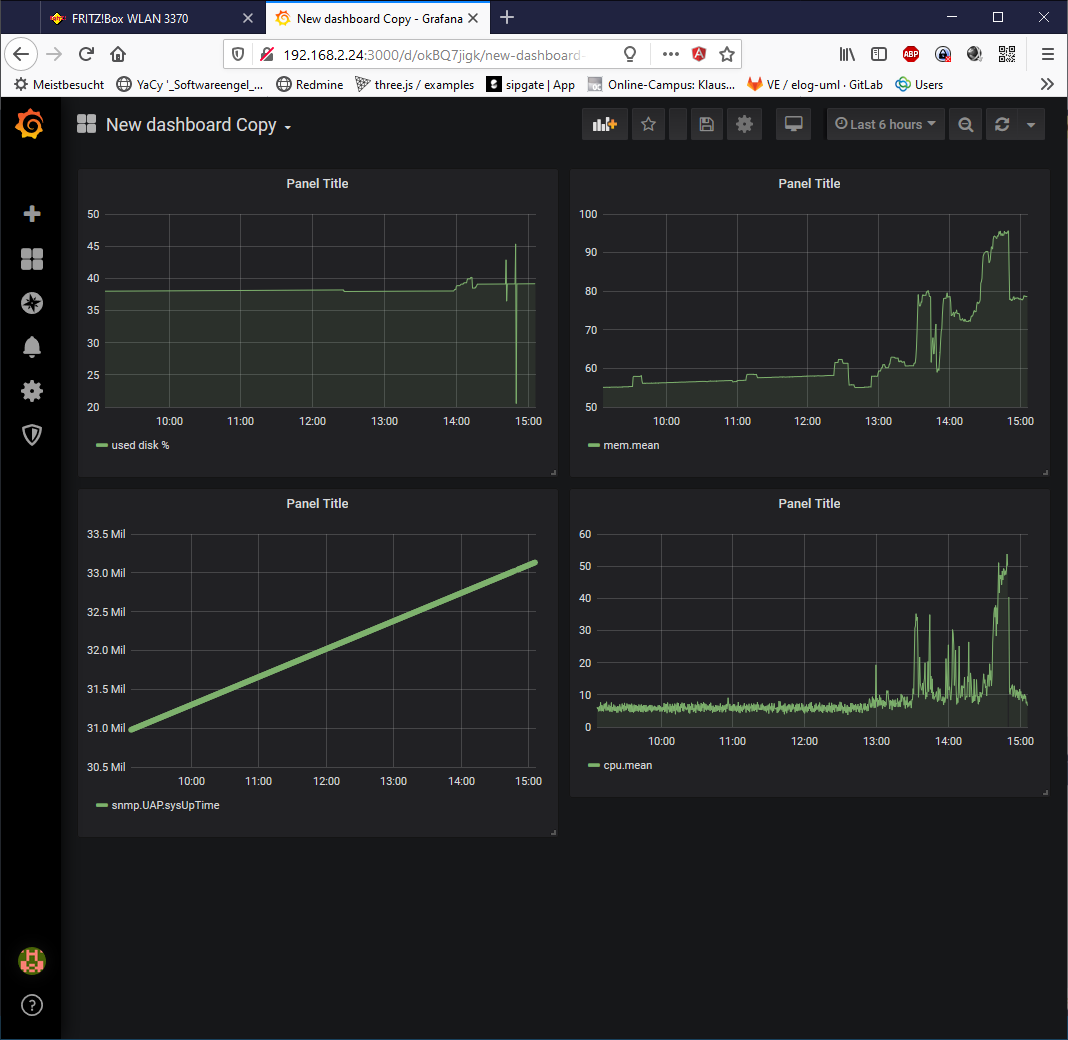 FRITZ!Box WLAN 3370
New dashboard Copy - Grafana
192.168.2.24:3000/d/okBQ7jigk/new-dashboard-
Meistbesucht
YaCy '_Softwareengel_...
Redmine
three.js / examples
sipgate | App
Online-Campus: Klaus...
VE / elog-uml · GitLab
Users
ABP
New dashboard Copy
Last 6 hours
Panel Title
50
45
40
35
30
25
20
10:00 11:00 12:00 13:00 14:00 15:00
used disk %
Panel Title
100
90
80
70
60
50
10:00 11:00 12:00 13:00 14:00 15:00
mem.mean
Panel Title
33.5 Mil
33.0 Mil
32.5 Mil
32.0 Mil
31.5 Mil
31.0 Mil
30.5 Mil
10:00 11:00 12:00 13:00 14:00 15:00
snmp.UAP.sysUpTime
Panel Title
60
50
40
30
20
10
0
10:00 11:00 12:00 13:00 14:00 15:00
cpu.mean